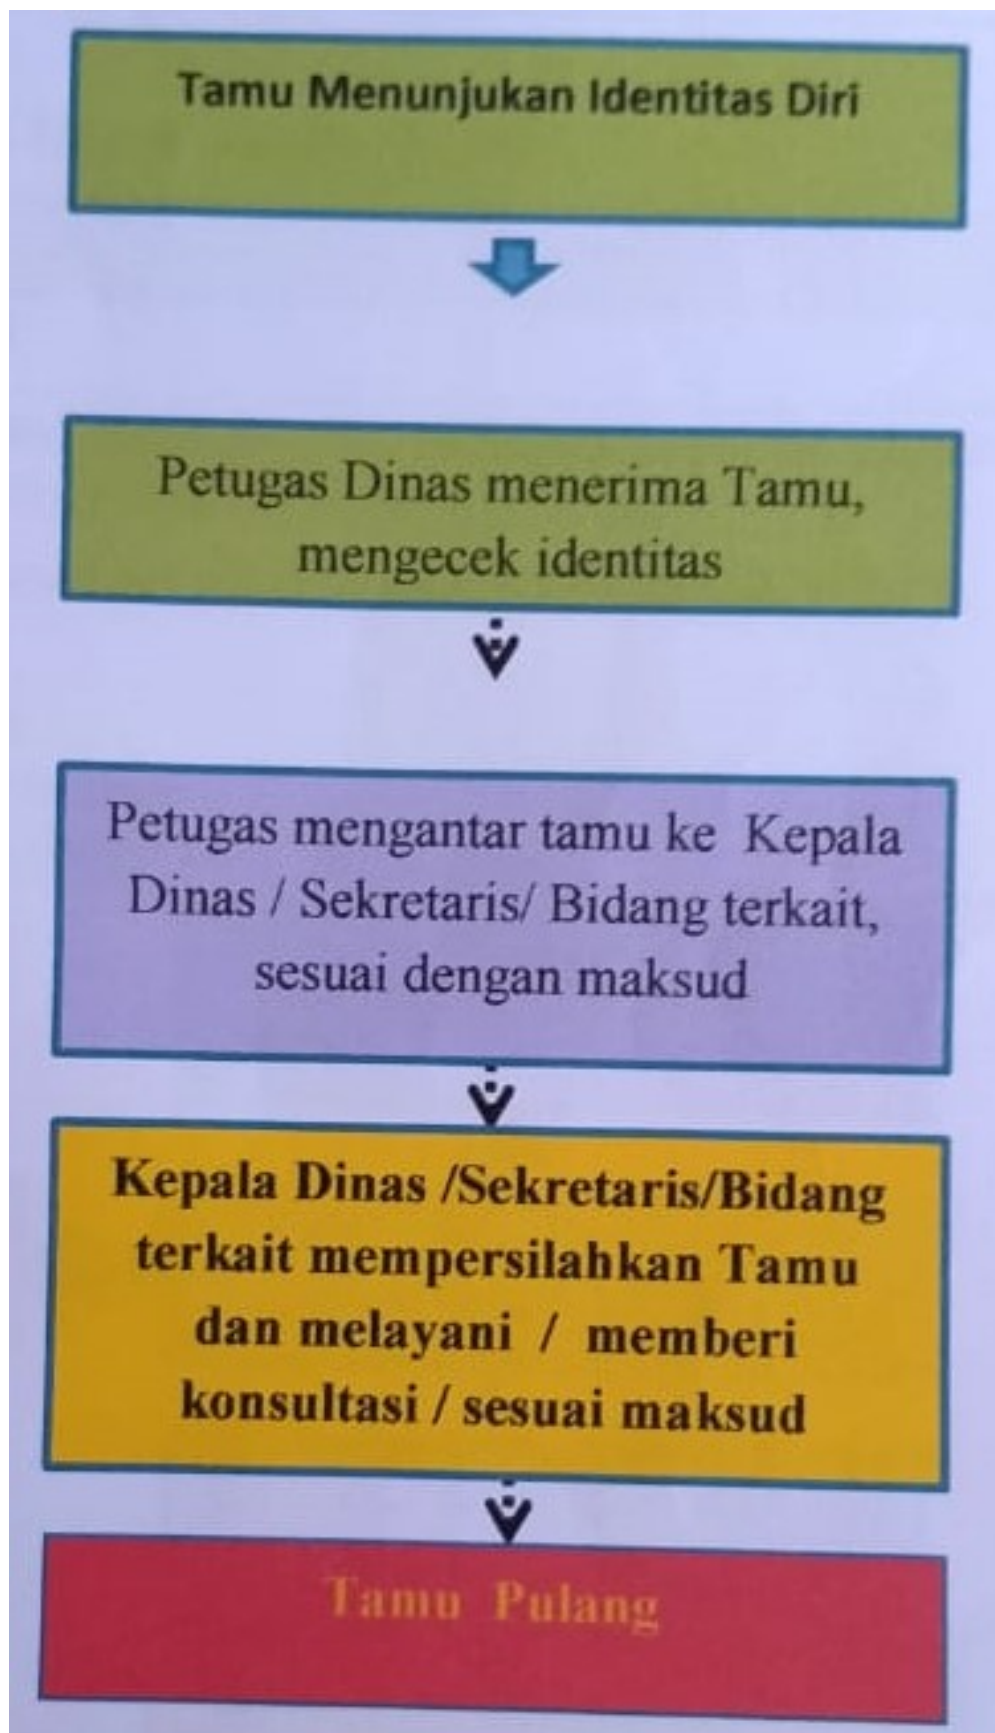 Tamu Menunjukan Identitas Diri
Petugas Dinas menerima Tamu,
mengecek identitas
Petugas mengantar tamu ke Kepala
Dinas / Sekretaris/ Bidang terkait,
sesuai dengan maksud
Kepala Dinas /Sekretaris/Bidang
terkait mempersilahkan Tamu
dan melayani / memberi
konsultasi / sesuai maksud
Tamu Pulang